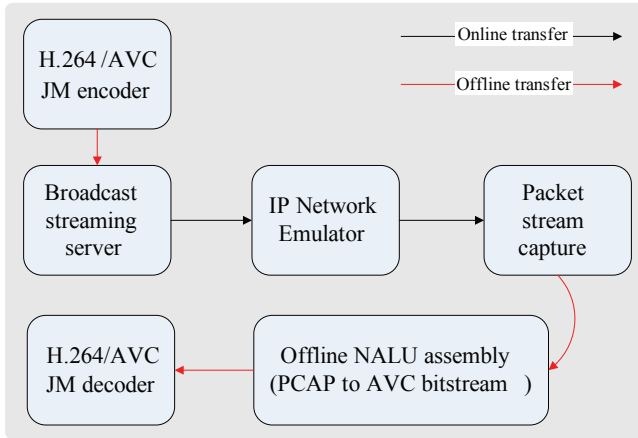 H.264 /AVC
JM encoder
Online transfer
Offline transfer
Broadcast
streaming
server
IP Network
Emulator
Packet
stream
capture
H.264/AVC
JM decoder
Offline NALU assembly
(PCAP to AVC bitstream )